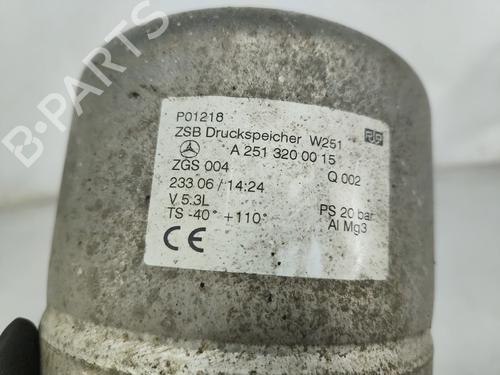 P01218
ZSB Druckspeicher W251
A 251 320 00 15
ZGS 004
Q 002
233 06 / 14:24
V 5.3L
PS 20 bar
TS -40° +110°
Al Mg3
CE
B-PARTS